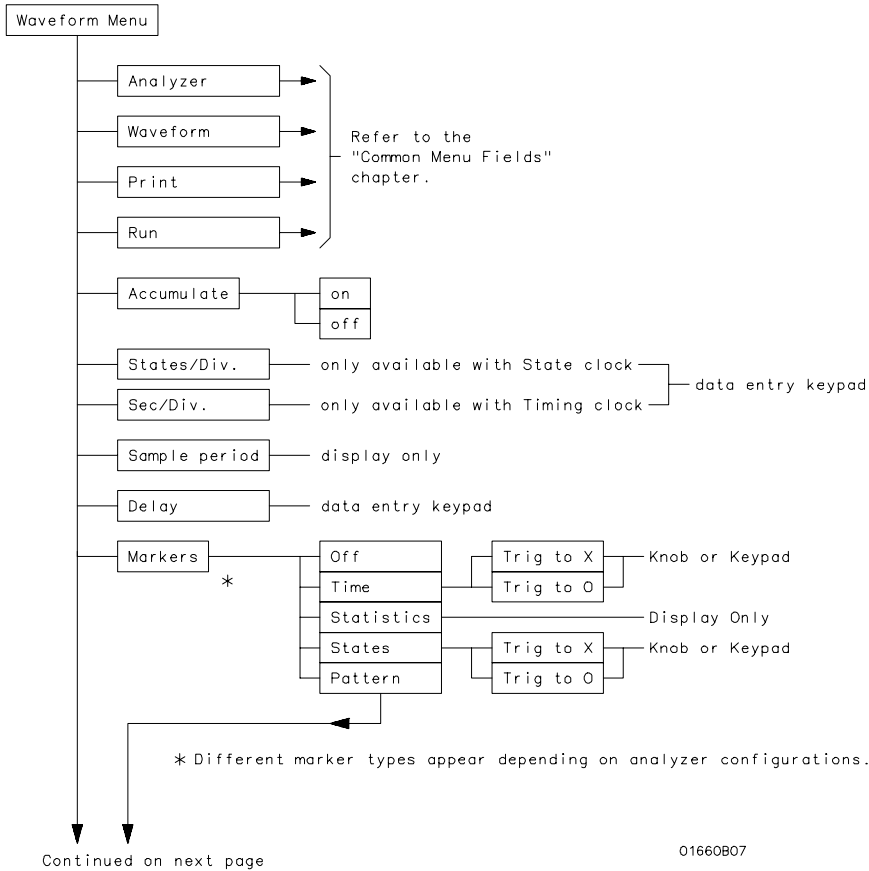 Waveform Menu
Analyzer
Waveform
Print
Run
Refer to the
"Common Menu Fields"
chapter.
Accumulate
on
off
States/Div.
only available with State clock
Sec/Div.
only available with Timing clock
data entry keypad
Sample period
display only
Delay
data entry keypad
Markers
*
Off
Time
Trig to X
Trig to O
Knob or Keypad
Statistics
Display Only
States
Trig to X
Trig to O
Knob or Keypad
Pattern
* Different marker types appear depending on analyzer configurations.
Continued on next page
01660B07